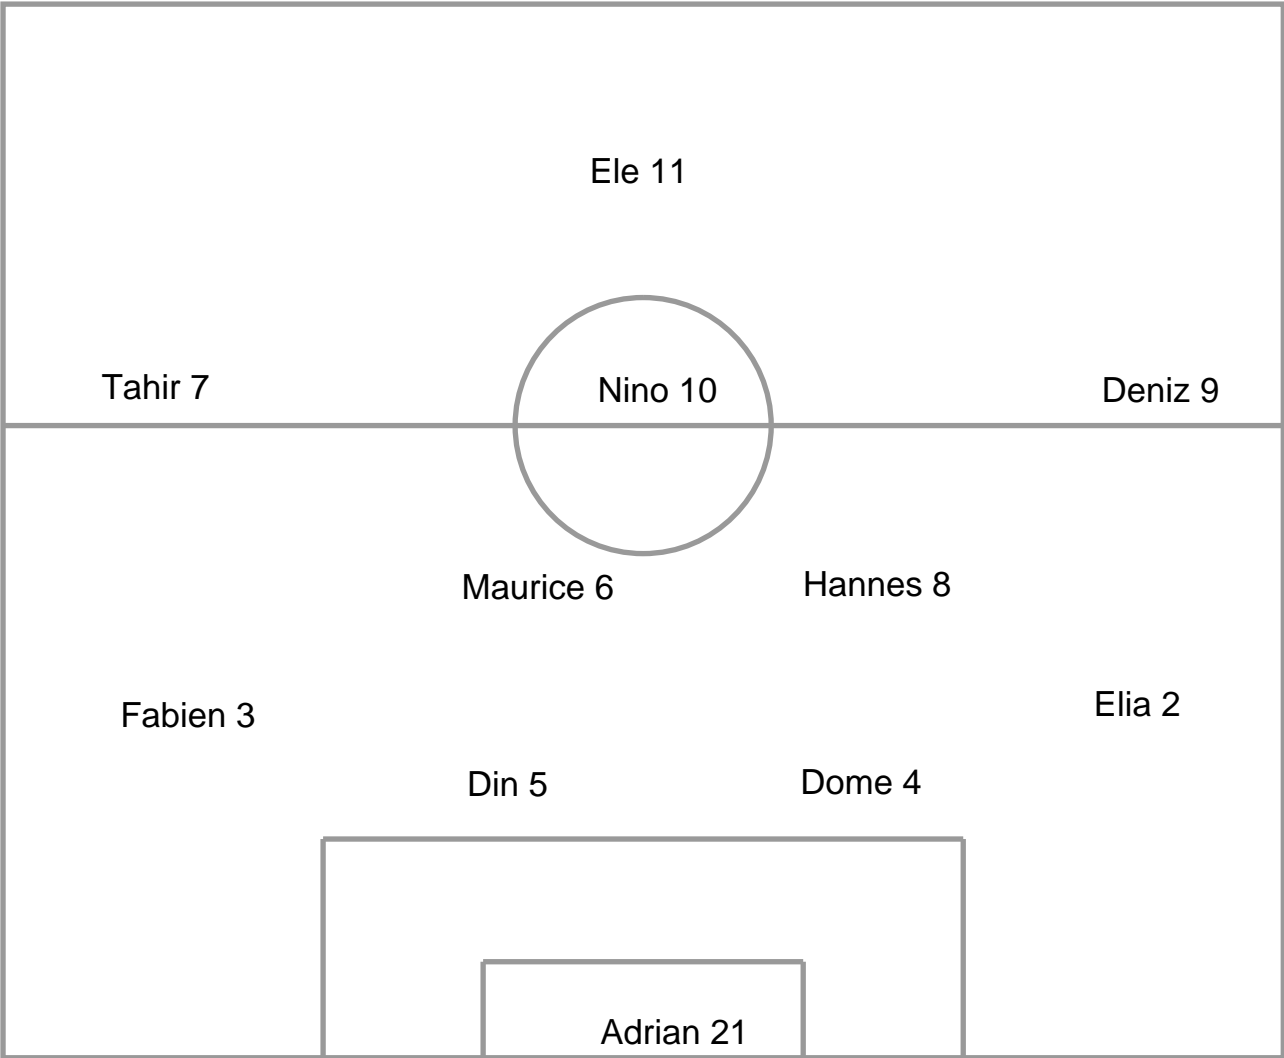 Ele 11
Tahir 7
Nino 10
Deniz 9
Maurice 6
Hannes 8
Fabien 3
Elia 2
Din 5
Dome 4
Adrian 21